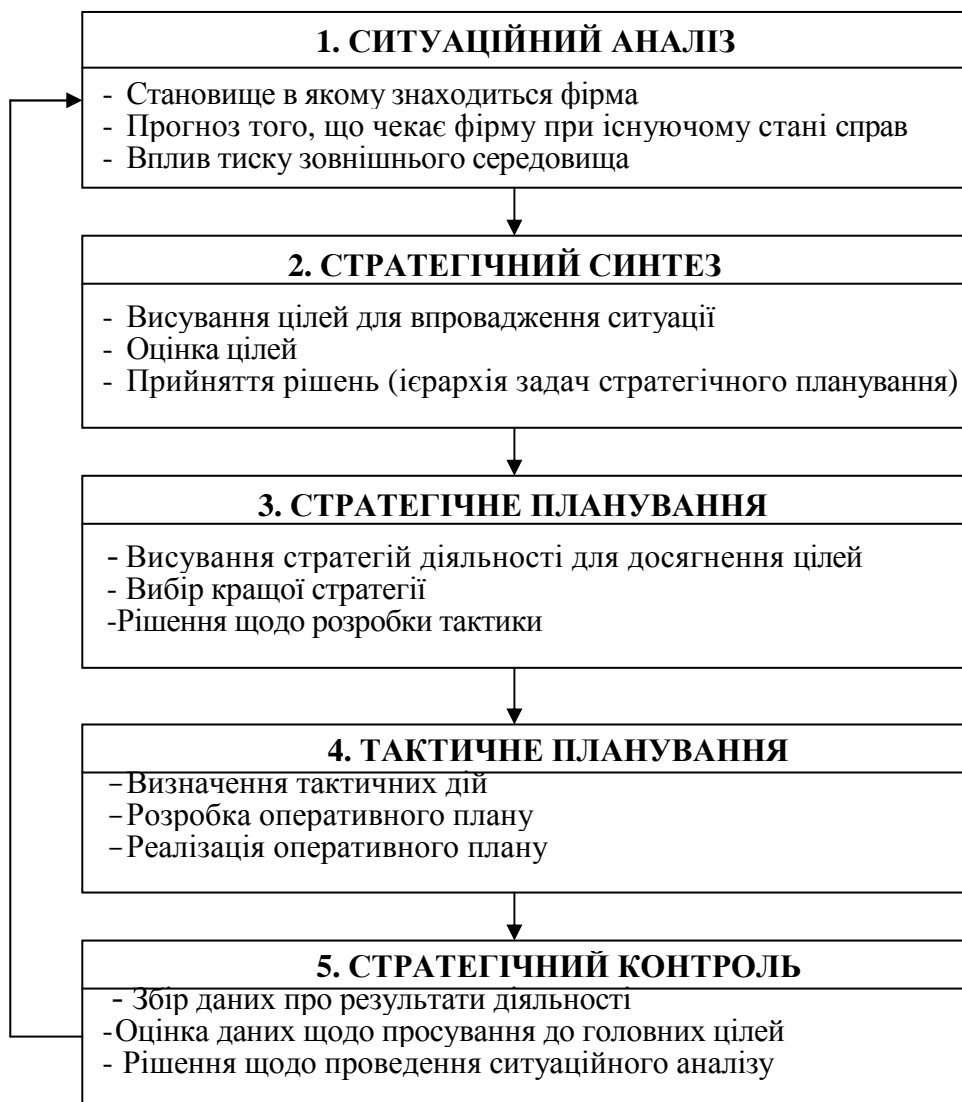 1. СИТУАЦІЙНИЙ АНАЛІЗ
- Становище в якому знаходиться фірма
- Прогноз того, що чекає фірму при існуючому стані справ
- Вплив тиску зовнішнього середовища
2. СТРАТЕГІЧНИЙ СИНТЕЗ
- Висування цілей для впровадження ситуації
- Оцінка цілей
- Прийняття рішень (ієрархія задач стратегічного планування)
3. СТРАТЕГІЧНЕ ПЛАНУВАННЯ
- Висування стратегій діяльності для досягнення цілей
- Вибір кращої стратегії
-Рішення щодо розробки тактики
4. ТАКТИЧНЕ ПЛАНУВАННЯ
–Визначення тактичних дій
–Розробка оперативного плану
–Реалізація оперативного плану
5. СТРАТЕГІЧНИЙ КОНТРОЛЬ
- Збір даних про результати діяльності
-Оцінка даних щодо просування до головних цілей
- Рішення щодо проведення ситуаційного аналізу